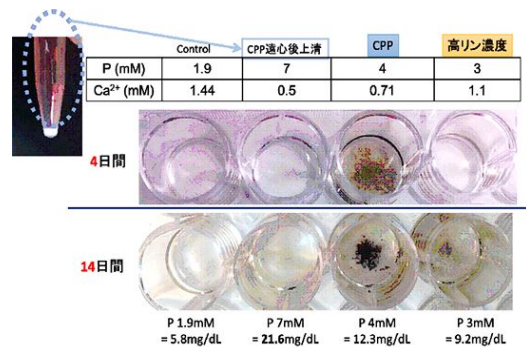 Control CPP遠心後上清 CPP 高リン濃度
P (mM) 1.9 7 4 3
Ca²⁺ (mM) 1.44 0.5 0.71 1.1
4日間
14日間
P 1.9mM P 7mM P 4mM P 3mM
= 5.8mg/dL = 21.6mg/dL = 12.3mg/dL = 9.2mg/dL